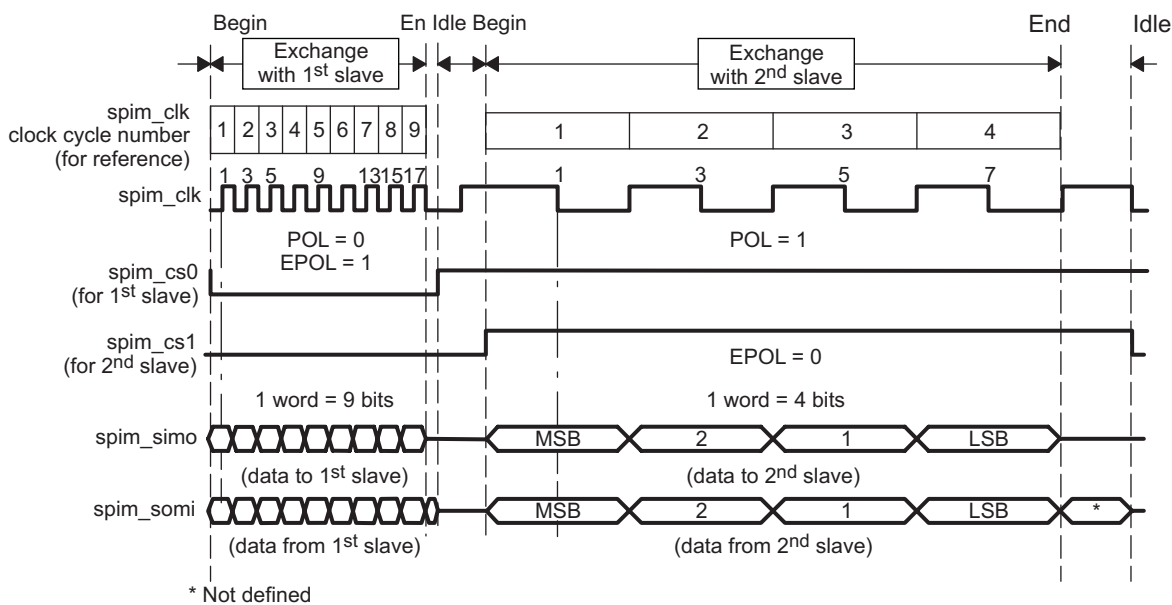 Begin En Idle Begin End Idle
Exchange
with 1st slave
Exchange
with 2nd slave
spim_clk
clock cycle number
(for reference)
1 2 3 4 5 6 7 8 9 1 2 3 4
1 3 5 9 13 15 17 1 3 5 7
spim_clk
POL = 0
EPOL = 1
POL = 1
spim_cs0
(for 1st slave)
spim_cs1
(for 2nd slave)
EPOL = 0
1 word = 9 bits 1 word = 4 bits
spim_simo MSB 2 1 LSB
(data to 1st slave) (data to 2nd slave)
spim_somi MSB 2 1 LSB *
(data from 1st slave) (data from 2nd slave)
* Not defined